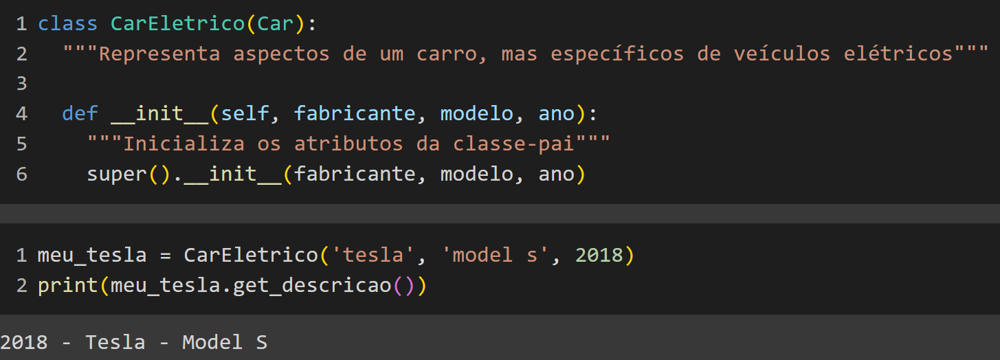 1 class CarEletrico(Car):
2 """Representa aspectos de um carro, mas específicos de veículos elétricos"""
3
4 def __init__(self, fabricante, modelo, ano):
5 """Inicializa os atributos da classe-pai"""
6 super().__init__(fabricante, modelo, ano)
1 meu_tesla = CarEletrico('tesla', 'model s', 2018)
2 print(meu_tesla.get_descricao())
2018 - Tesla - Model S